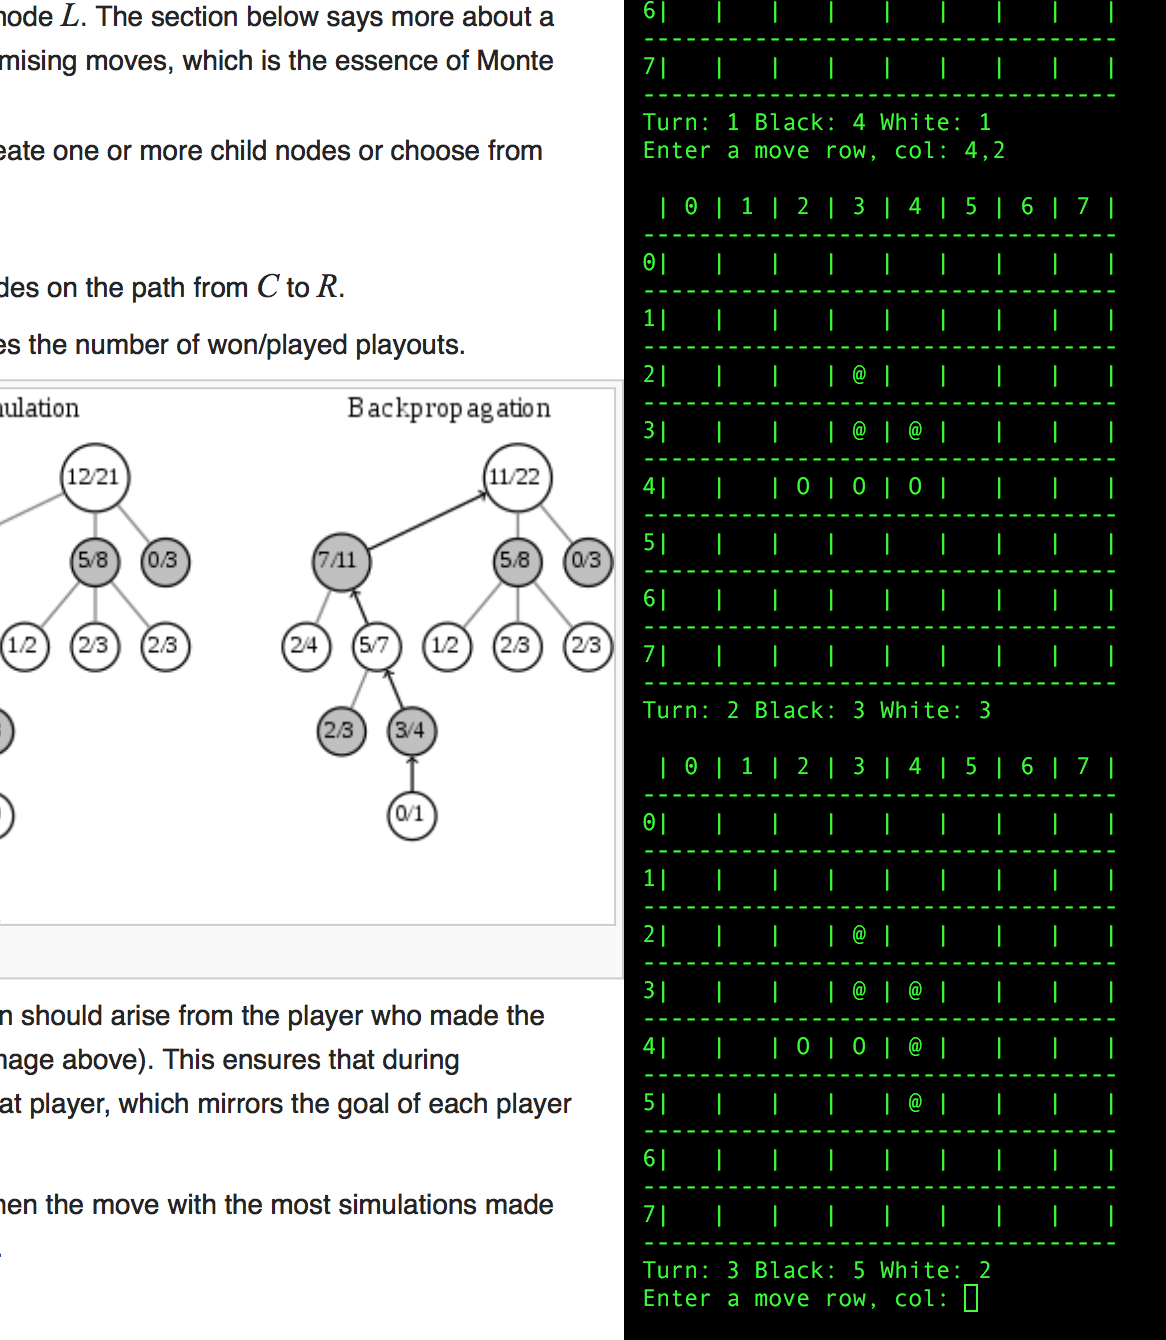 node L. The section below says more about a
mising moves, which is the essence of Monte
eate one or more child nodes or choose from
des on the path from C to R.
es the number of won/played playouts.
ulation
Backpropagation
12/21
11/22
5/8
0/3
7/11
5/8
0/3
1/2
2/3
2/3
2/4
5/7
1/2
2/3
2/3
2/3
3/4
0/1
n should arise from the player who made the
nage above). This ensures that during
at player, which mirrors the goal of each player
nen the move with the most simulations made
.
6|   |   |   |   |   |   |   |   |
-----------------------------------
7|   |   |   |   |   |   |   |   |
-----------------------------------
Turn: 1 Black: 4 White: 1
Enter a move row, col: 4,2
| 0 | 1 | 2 | 3 | 4 | 5 | 6 | 7 |
-----------------------------------
0|   |   |   |   |   |   |   |   |
-----------------------------------
1|   |   |   |   |   |   |   |   |
-----------------------------------
2|   |   |   | @ |   |   |   |   |
-----------------------------------
3|   |   |   | @ | @ |   |   |   |
-----------------------------------
4|   |   | O | O | O |   |   |   |
-----------------------------------
5|   |   |   |   |   |   |   |   |
-----------------------------------
6|   |   |   |   |   |   |   |   |
-----------------------------------
7|   |   |   |   |   |   |   |   |
-----------------------------------
Turn: 2 Black: 3 White: 3
| 0 | 1 | 2 | 3 | 4 | 5 | 6 | 7 |
-----------------------------------
0|   |   |   |   |   |   |   |   |
-----------------------------------
1|   |   |   |   |   |   |   |   |
-----------------------------------
2|   |   |   | @ |   |   |   |   |
-----------------------------------
3|   |   |   | @ | @ |   |   |   |
-----------------------------------
4|   |   | O | O | @ |   |   |   |
-----------------------------------
5|   |   |   |   | @ |   |   |   |
-----------------------------------
6|   |   |   |   |   |   |   |   |
-----------------------------------
7|   |   |   |   |   |   |   |   |
-----------------------------------
Turn: 3 Black: 5 White: 2
Enter a move row, col: